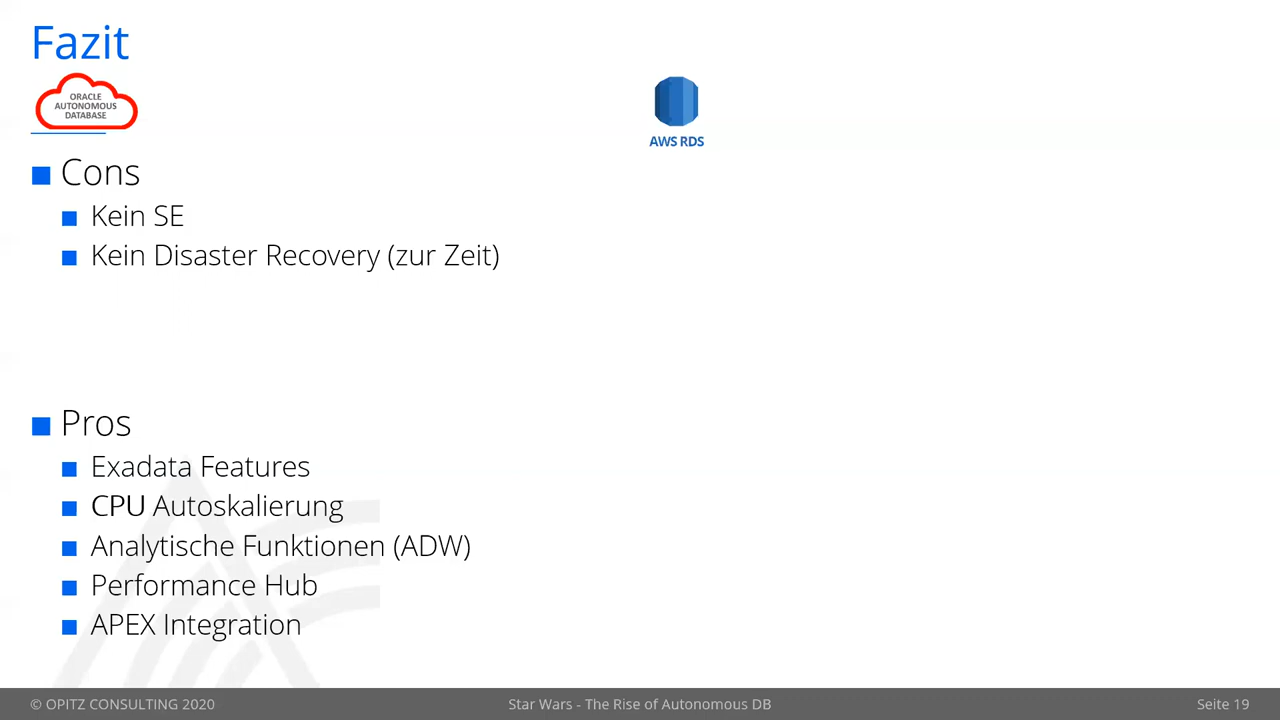 Fazit
ORACLE
AUTONOMOUS
DATABASE
AWS RDS
Cons
Kein SE
Kein Disaster Recovery (zur Zeit)
Pros
Exadata Features
CPU Autoskalierung
Analytische Funktionen (ADW)
Performance Hub
APEX Integration
© OPITZ CONSULTING 2020
Star Wars - The Rise of Autonomous DB
Seite 19